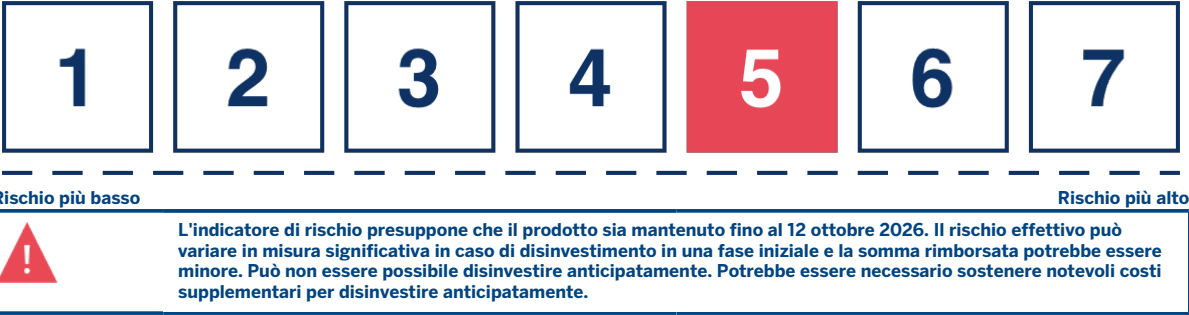 1 2 3 4 5 6 7
Rischio più basso Rischio più alto
!
L'indicatore di rischio presuppone che il prodotto sia mantenuto fino al 12 ottobre 2026. Il rischio effettivo può
variare in misura significativa in caso di disinvestimento in una fase iniziale e la somma rimborsata potrebbe essere
minore. Può non essere possibile disinvestire anticipatamente. Potrebbe essere necessario sostenere notevoli costi
supplementari per disinvestire anticipatamente.